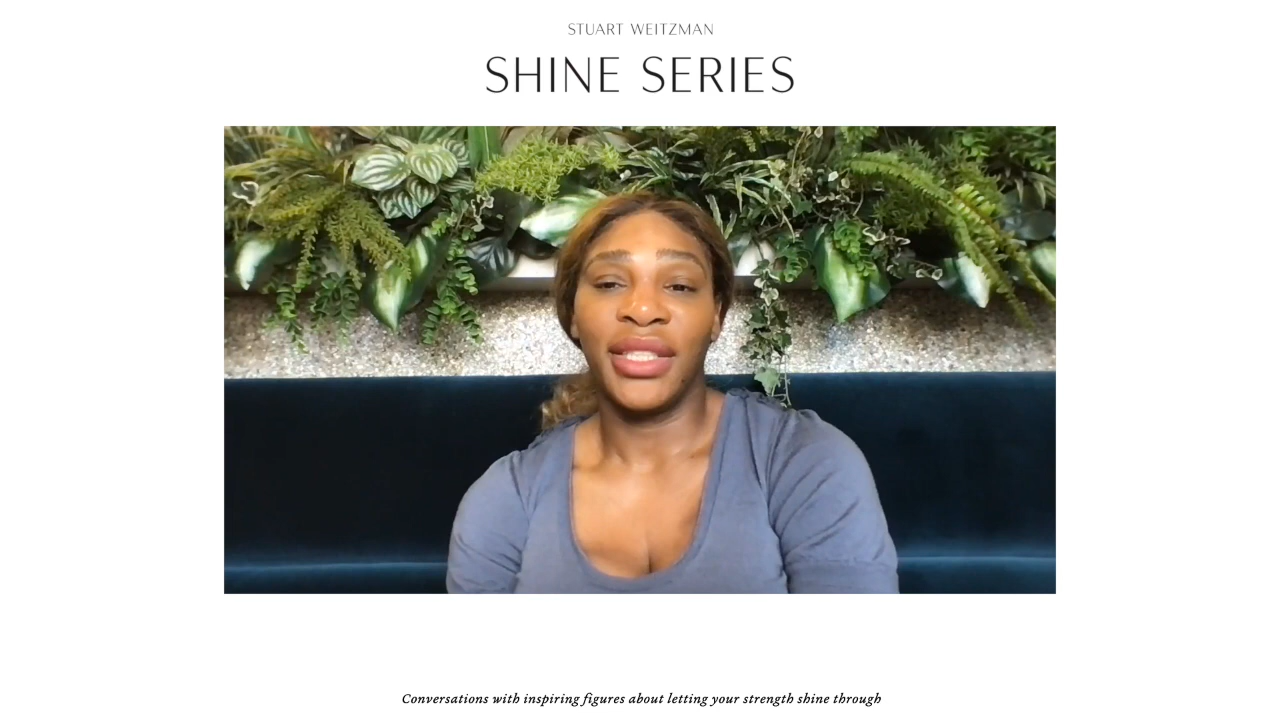 STUART WEITZMAN
SHINE SERIES
Conversations with inspiring figures about letting your strength shine through